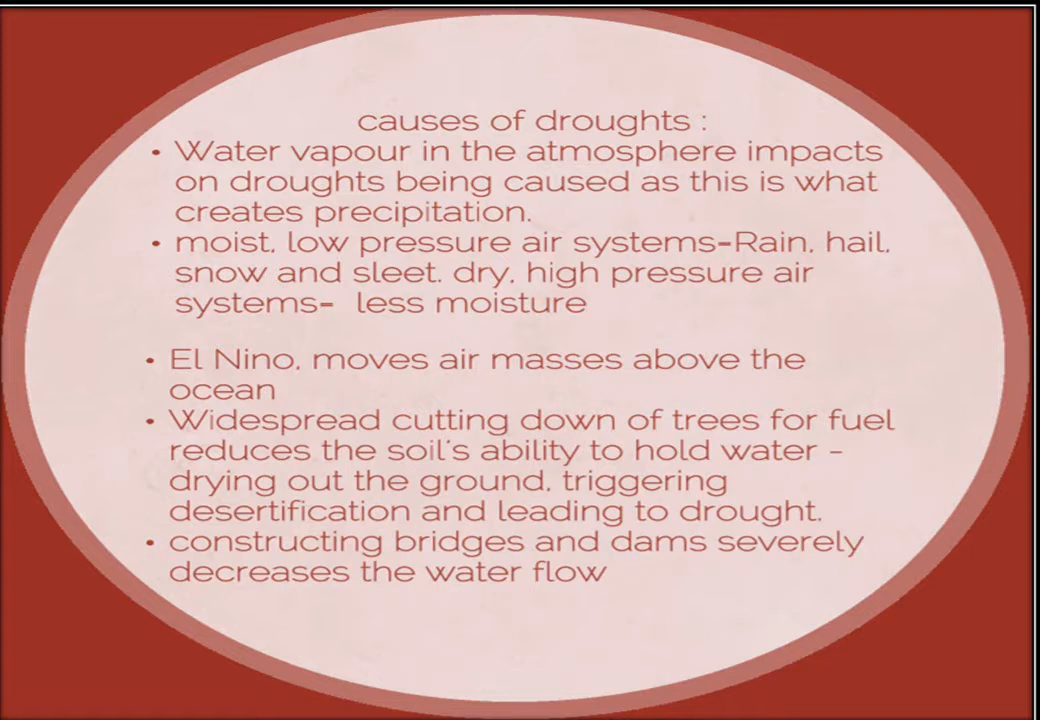 causes of droughts :
• Water vapour in the atmosphere impacts
on droughts being caused as this is what
creates precipitation.
• moist, low pressure air systems=Rain, hail,
snow and sleet. dry, high pressure air
systems= less moisture
• El Nino, moves air masses above the
ocean
• Widespread cutting down of trees for fuel
reduces the soil's ability to hold water -
drying out the ground, triggering
desertification and leading to drought.
• constructing bridges and dams severely
decreases the water flow